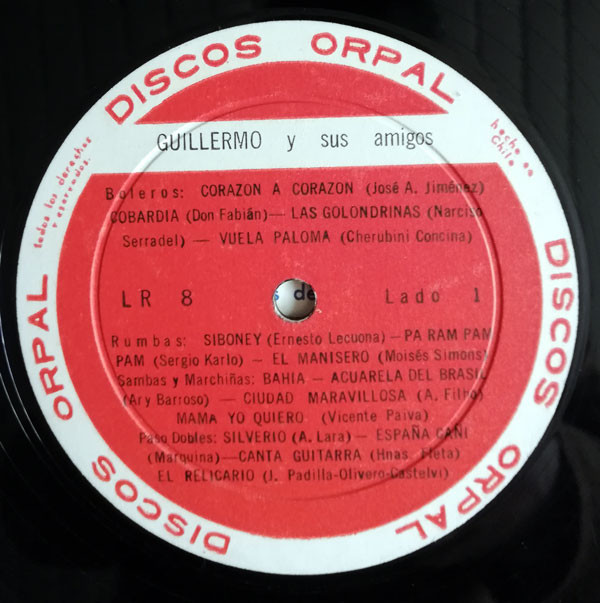 DISCOS ORPAL
GUILLERMO y sus amigos
todos los derechos
reservados.
hecho en
Chile
Boleros: CORAZON A CORAZON (José A. Jiménez)
COBARDIA (Don Fabián)— LAS GOLONDRINAS (Narciso
Serradel) — VUELA PALOMA (Cherubini Concina)
LR 8
de
Lado 1
Rumbas: SIBONEY (Ernesto Lecuona) — PA RAM PAM
PAM (Sergio Karlo) — EL MANISERO (Moisés Simons)
Sambas y Marchiñas: BAHIA — ACUARELA DEL BRASIL
(Ary Barroso) — CIUDAD MARAVILLOSA (A. Filho)
MAMA YO QUIERO (Vicente Paiva)
Paso Dobles: SILVERIO (A. Lara) — ESPAÑA CAÑI
(Marquina) — CANTA GUITARRA (Hnas. Fleta)
EL RELICARIO (J. Padilla-Olivero-Castelvi)
DISCOS ORPAL
DISCOS ORPAL